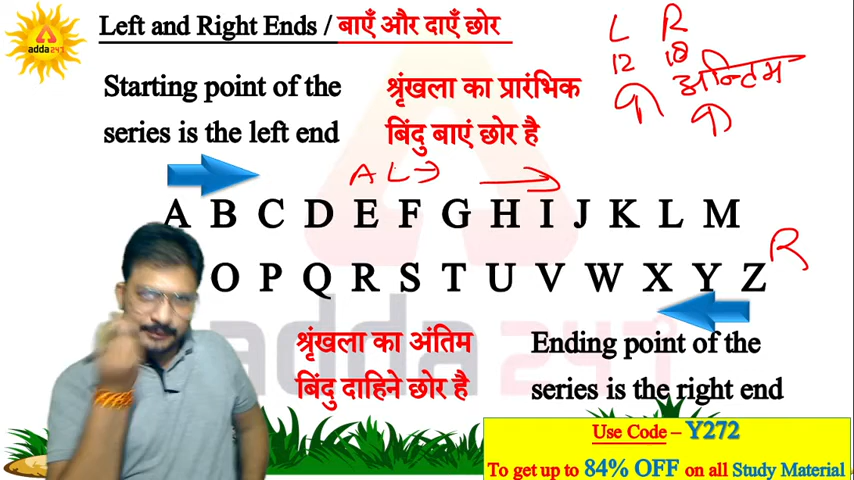 adda247
Left and Right Ends / बाएँ और दाएँ छोर
L R
12 18
अन्तिम
Starting point of the
series is the left end
श्रृंखला का प्रारंभिक
बिंदु बाएं छोर है
A L →
A B C D E F G H I J K L M
O P Q R S T U V W X Y Z R
adda247
श्रृंखला का अंतिम
बिंदु दाहिने छोर है
Ending point of the
series is the right end
Use Code – Y272
To get up to 84% OFF on all Study Material